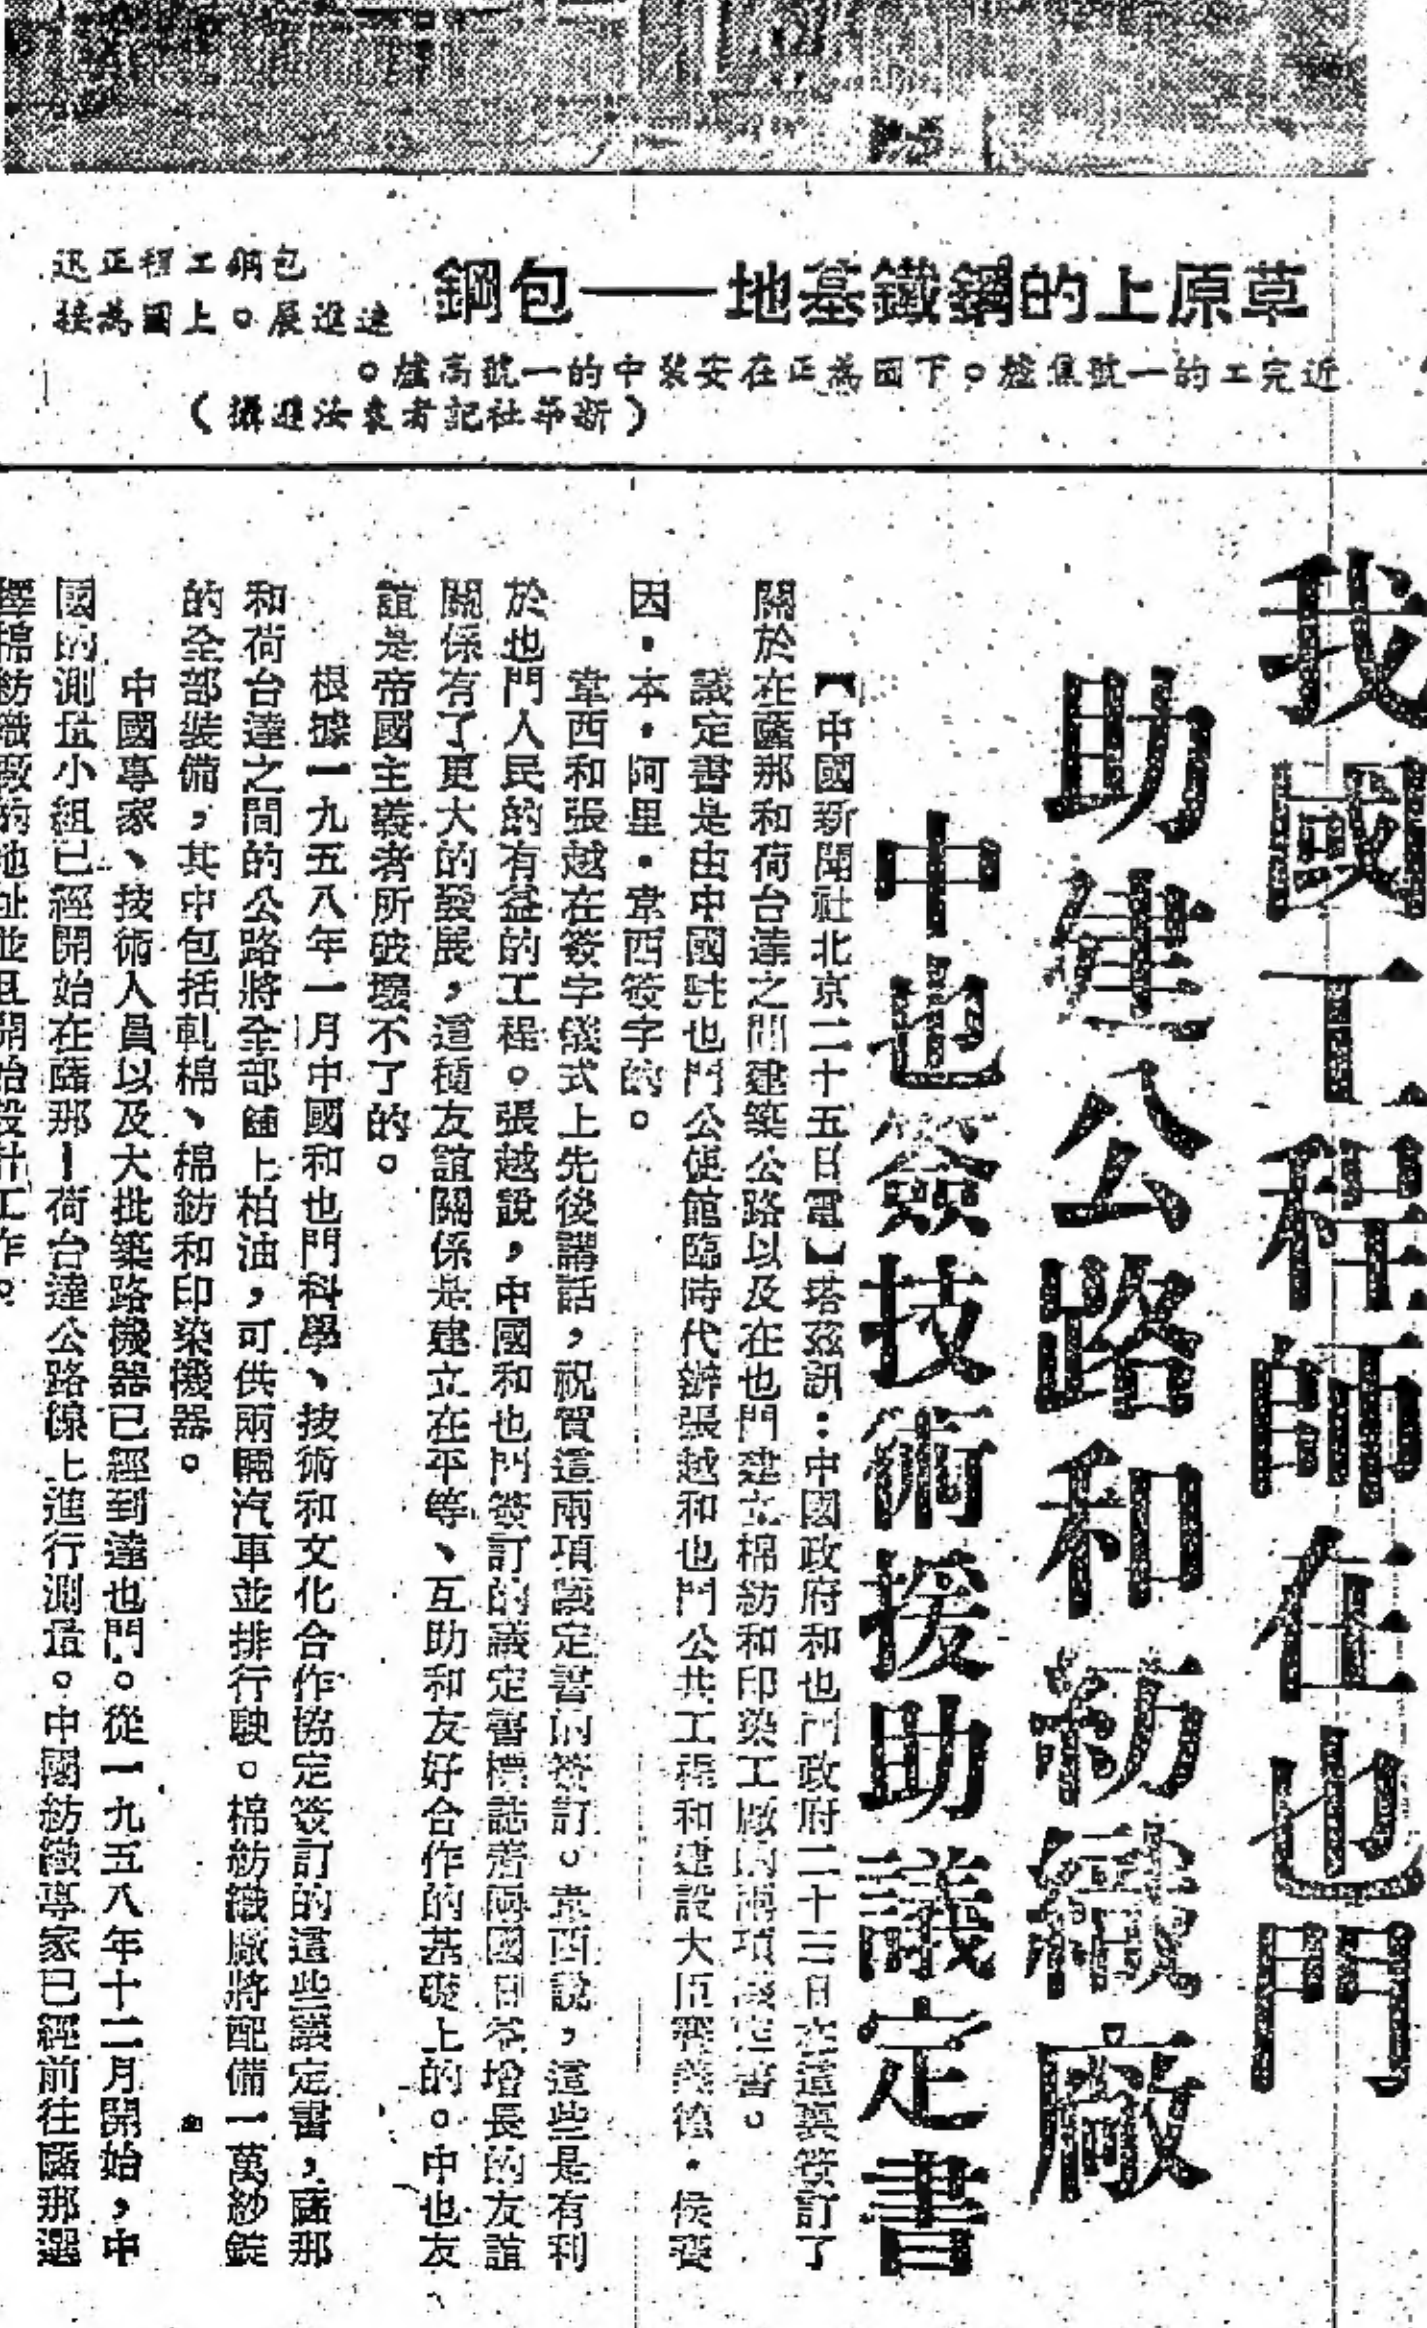 草原上的鋼鐵基地——包鋼
包鋼工程正迅
速進展。上圖為接
近完工的一號焦爐。下圖為正在安裝中的一號高爐。
（新華社記者袁汝遜攝）
我國工程師在也門
助建公路和紡織廠
中也簽技術援助議定書
【中國新聞社北京二十五日電】塔茲訊：中國政府和也門政府二十三日在這裏簽訂了
關於在薩那和荷台達之間建築公路以及在也門建立棉紡和印染工廠的兩項議定書。
議定書是由中國駐也門公使館臨時代辦張越和也門公共工程和建設大臣賽義德·侯賽
因·本·阿里·韋西簽字的。
韋西和張越在簽字儀式上先後講話，祝賀這兩項議定書的簽訂。韋西說，這些是有利
於也門人民的有益的工程。張越說，中國和也門簽訂的議定書標誌着兩國日益增長的友誼
關係有了更大的發展，這種友誼關係是建立在平等、互助和友好合作的基礎上的。中也友
誼是帝國主義者所破壞不了的。
根據一九五八年一月中國和也門科學、技術和文化合作協定簽訂的這些議定書，薩那
和荷台達之間的公路將全部鋪上柏油，可供兩輛汽車並排行駛。棉紡織廠將配備一萬紗錠
的全部裝備，其中包括軋棉、棉紡和印染機器。
中國專家、技術人員以及大批築路機器已經到達也門。從一九五八年十二月開始，中
國的測量小組已經開始在薩那—荷台達公路線上進行測量。中國紡織專家已經前往薩那選
擇棉紡織廠的地址並且開始設計工作。